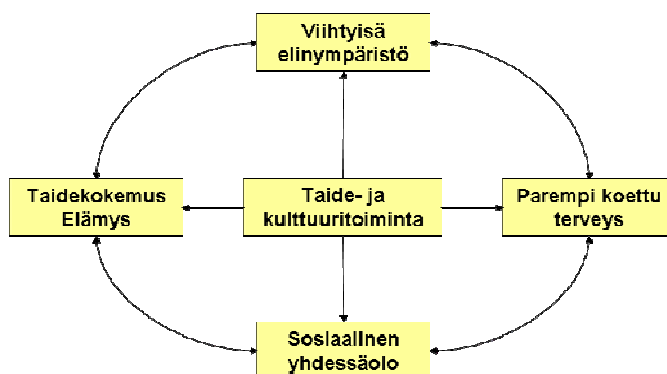 Viihtyisä
elinympäristö
Taidekokemus
Elämys
Taide- ja
kulttuuritoiminta
Parempi koettu
terveys
Sosiaalinen
yhdessäolo